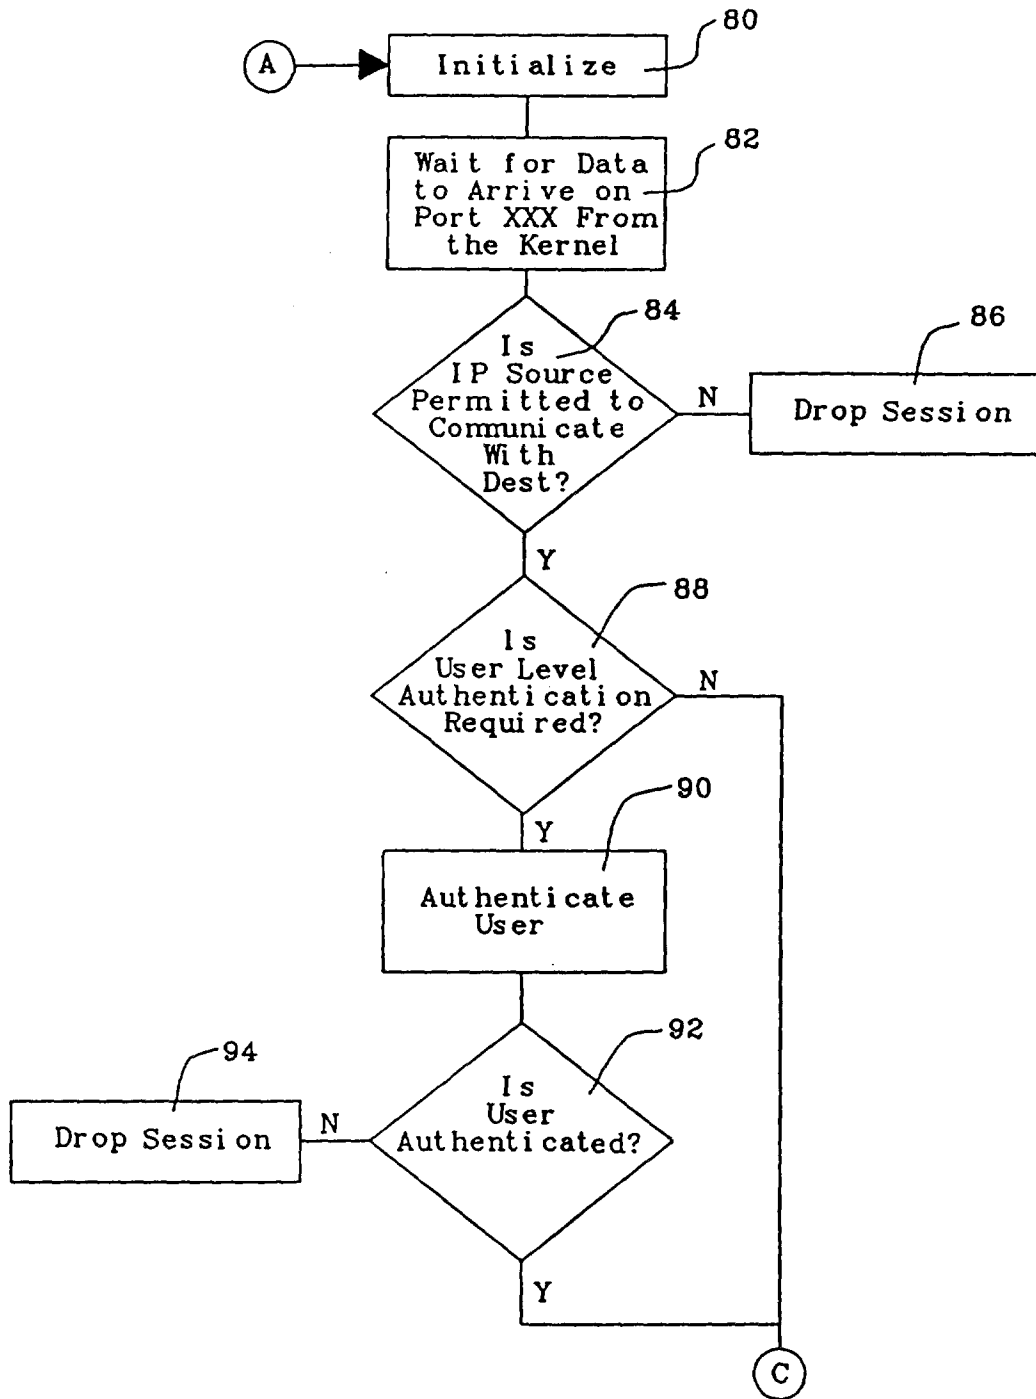 80
A
Initialize
82
Wait for Data
to Arrive on
Port XXX From
the Kernel
84
Is
IP Source
Permitted to
Communicate
With
Dest?
N
86
Drop Session
Y
88
Is
User Level
Authentication
Required?
N
90
Y
Authenticate
User
92
Is
User
Authenticated?
94
N
Drop Session
Y
C